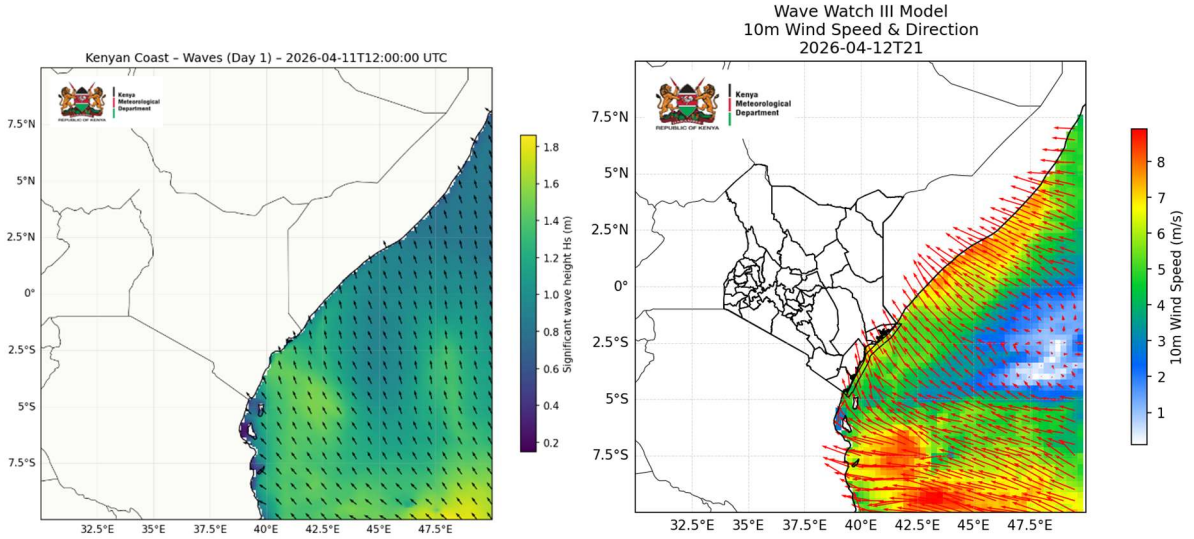 Kenyan Coast – Waves (Day 1) – 2026-04-11T12:00:00 UTC
REPUBLIC OF KENYA
Kenya
Meteorological
Department
7.5°N
5°N
2.5°N
0°
2.5°S
5°S
7.5°S
32.5°E 35°E 37.5°E 40°E 42.5°E 45°E 47.5°E
1.8
1.6
1.4
1.2
1.0
0.8
0.6
0.4
0.2
Significant wave height Hs (m)
Wave Watch III Model
10m Wind Speed & Direction
2026-04-12T21
REPUBLIC OF KENYA
Kenya
Meteorological
Department
7.5°N
5°N
2.5°N
0°
2.5°S
5°S
7.5°S
32.5°E 35°E 37.5°E 40°E 42.5°E 45°E 47.5°E
8
7
6
5
4
3
2
1
10m Wind Speed (m/s)